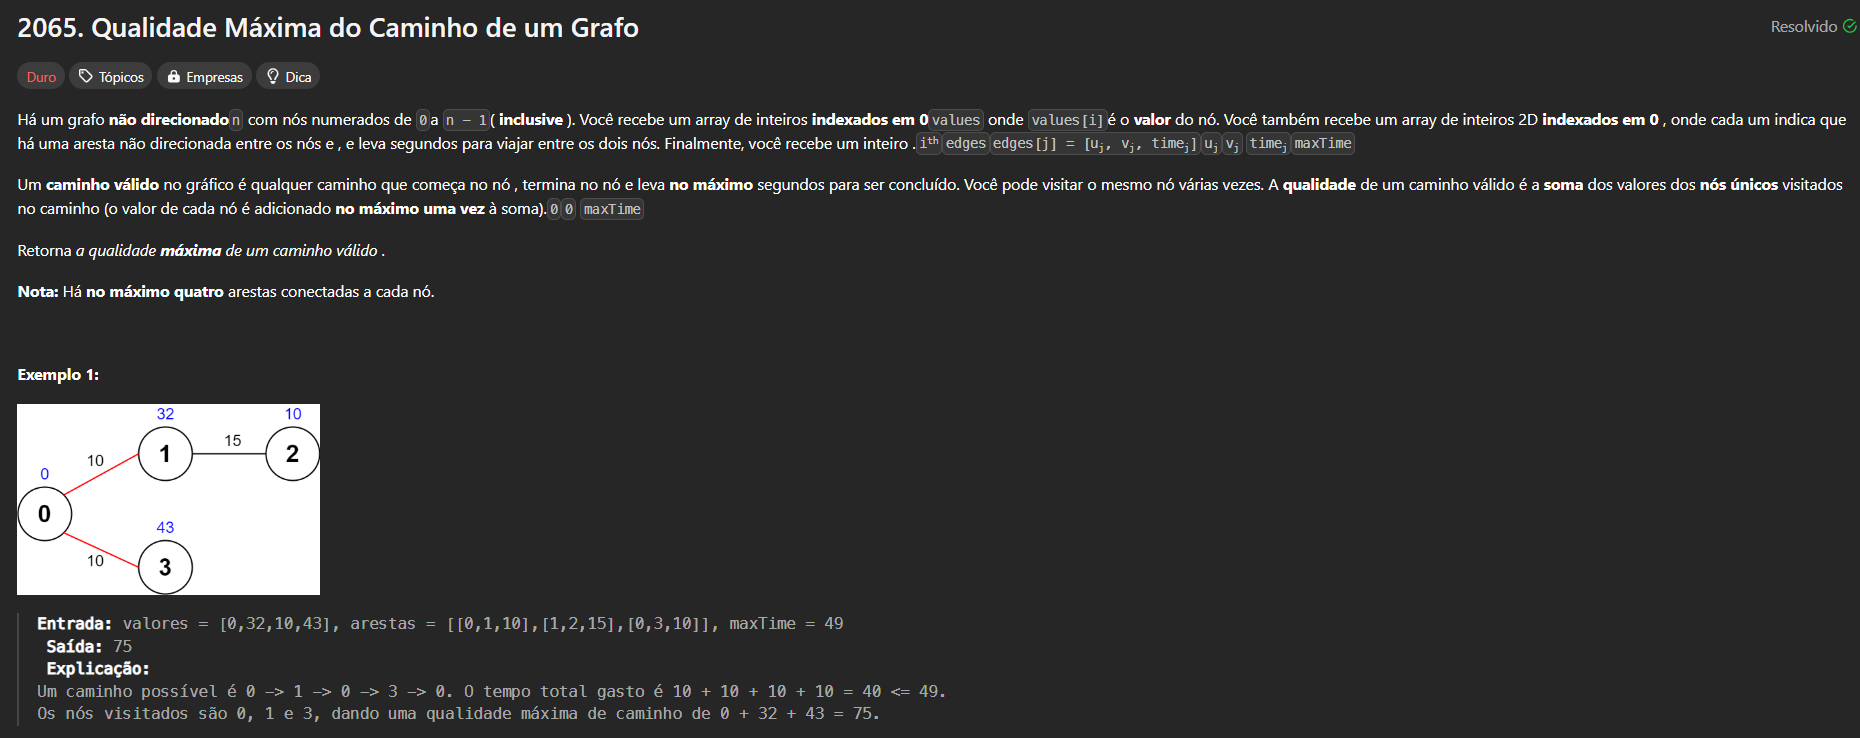 2065. Qualidade Máxima do Caminho de um Grafo
Resolvido
Duro Tópicos Empresas Dica
Há um grafo não direcionado n com nós numerados de 0 a n - 1 ( inclusive ). Você recebe um array de inteiros indexados em 0 values onde values[i] é o valor do nó. Você também recebe um array de inteiros 2D indexados em 0 , onde cada um indica que
há uma aresta não direcionada entre os nós e , e leva segundos para viajar entre os dois nós. Finalmente, você recebe um inteiro . ith edges edges[j] = [uj, vj, timej] uj vj timej maxTime
Um caminho válido no gráfico é qualquer caminho que começa no nó , termina no nó e leva no máximo segundos para ser concluído. Você pode visitar o mesmo nó várias vezes. A qualidade de um caminho válido é a soma dos valores dos nós únicos visitados
no caminho (o valor de cada nó é adicionado no máximo uma vez à soma). 0 0 maxTime
Retorna a qualidade máxima de um caminho válido .
Nota: Há no máximo quatro arestas conectadas a cada nó.
Exemplo 1:
32 10
1 15 2
10
0
0
43
10
3
Entrada: valores = [0,32,10,43], arestas = [[0,1,10],[1,2,15],[0,3,10]], maxTime = 49
Saída: 75
Explicação:
Um caminho possível é 0 -> 1 -> 0 -> 3 -> 0. O tempo total gasto é 10 + 10 + 10 + 10 = 40 <= 49.
Os nós visitados são 0, 1 e 3, dando uma qualidade máxima de caminho de 0 + 32 + 43 = 75.